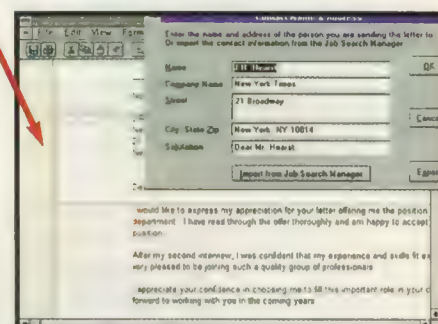 Contact Name & Address
File Edit View Form
Enter the name and address of the person you are sending the letter to
Or import the contact information from the Job Search Manager
Name
Hearst
OK
Company Name
New York Times
Street
21 Broadway
Cancel
City, State Zip
New York, NY 10014
Salutation
Dear Mr. Hearst
Import from Job Search Manager
would like to express my appreciation for your letter offering me the position
department. I have read through the offer thoroughly and am happy to accept
position
After my second interview, I was confident that my experience and skills fit
very pleased to be joining such a quality group of professionals
appreciate your confidence in choosing me to fill this important role in your
forward to working with you in the coming years